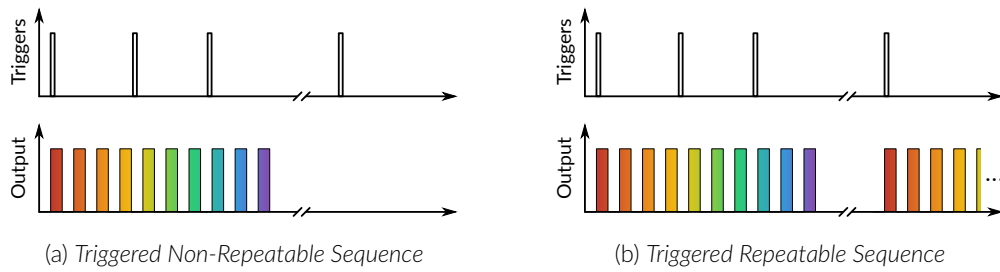 Triggers
Output
(a) Triggered Non-Repeatable Sequence
Triggers
Output
...
(b) Triggered Repeatable Sequence